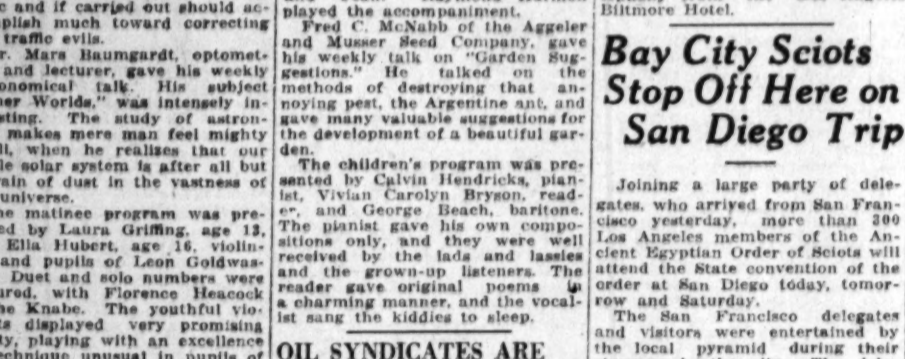 c and if carried out should ac-
plish much toward correcting
traffic evils.
r. Mars Baumgardt, optomet-
and lecturer, gave his weekly
onomical talk. His subject
er Worlds," was intensely in-
sting. The study of astron-
makes mere man feel mighty
ll, when he realizes that our
le solar system is after all but
ain of dust in the vastness of
universe.
he matinee program was pre-
ed by Laura Griffing, age 13,
Ella Hubert, age 16, violin-
and pupils of Leon Goldwas-
Duet and solo numbers were
ured, with Florence Heacock
he Knabe. The youthful vio-
ts displayed very promising
ty, playing with an excellence
echnique unusual in pupils of
played the accompaniment.
Fred C. McNabb of the Aggeler
and Musser Seed Company, gave
his weekly talk on "Garden Sug-
gestions." He talked on the
methods of destroying that an-
noying pest, the Argentine ant, and
gave many valuable suggestions for
the development of a beautiful gar-
den.
The children's program was pre-
sented by Calvin Hendricks, pian-
ist, Vivian Carolyn Bryson, read-
er, and George Beach, baritone.
The pianist gave his own compo-
sitions only, and they were well
received by the lads and lassies
and the grown-up listeners. The
reader gave original poems in
a charming manner, and the vocal-
ist sang the kiddies to sleep.
OIL SYNDICATES ARE
Biltmore Hotel.
Bay City Sciots
Stop Off Here on
San Diego Trip
Joining a large party of dele-
gates, who arrived from San Fran-
cisco yesterday, more than 300
Los Angeles members of the An-
cient Egyptian Order of Sciots will
attend the State convention of the
order at San Diego today, tomor-
row and Saturday.
The San Francisco delegates
and visitors were entertained by
the local pyramid during their